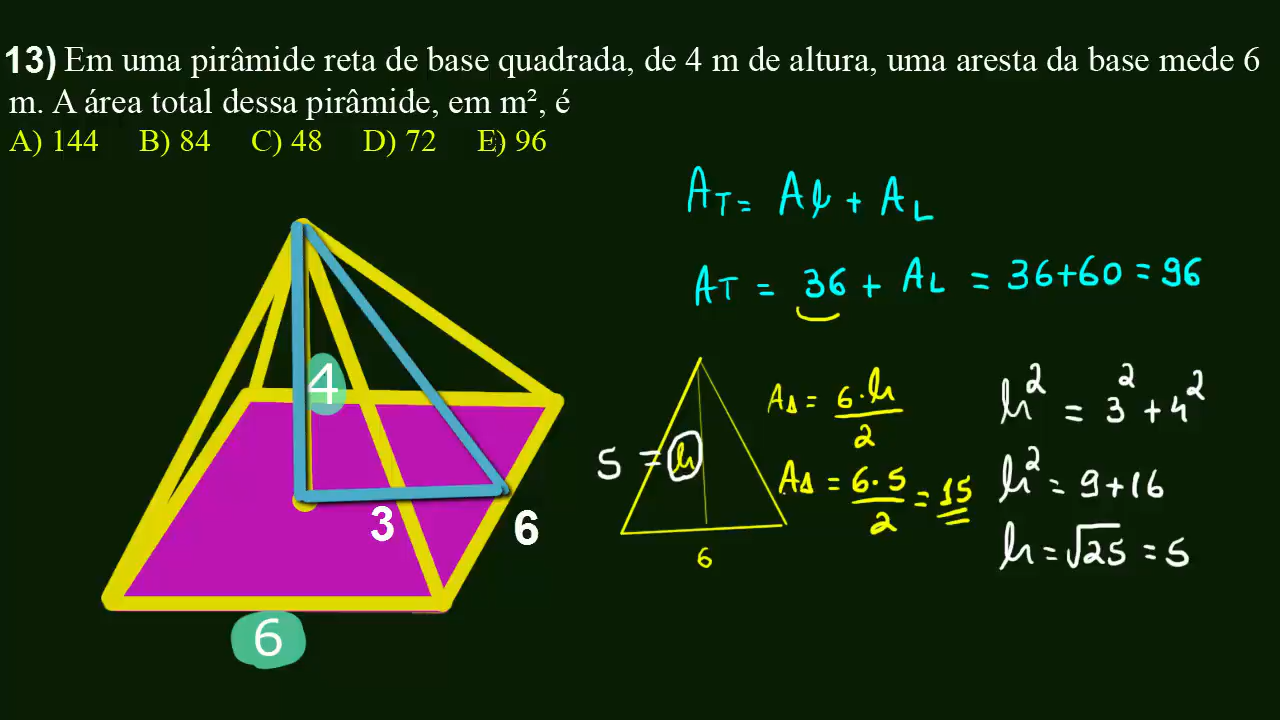 13) Em uma pirâmide reta de base quadrada, de 4 m de altura, uma aresta da base mede 6
m. A área total dessa pirâmide, em m², é
A) 144 B) 84 C) 48 D) 72 E) 96
AT = Ab + AL
AT = 36 + AL = 36+60 = 96
4
3
6
6
5 = h
6
AΔ = 6·h/2
AΔ = 6·5/2 = 15
h² = 3² + 4²
h² = 9+16
h = √25 = 5